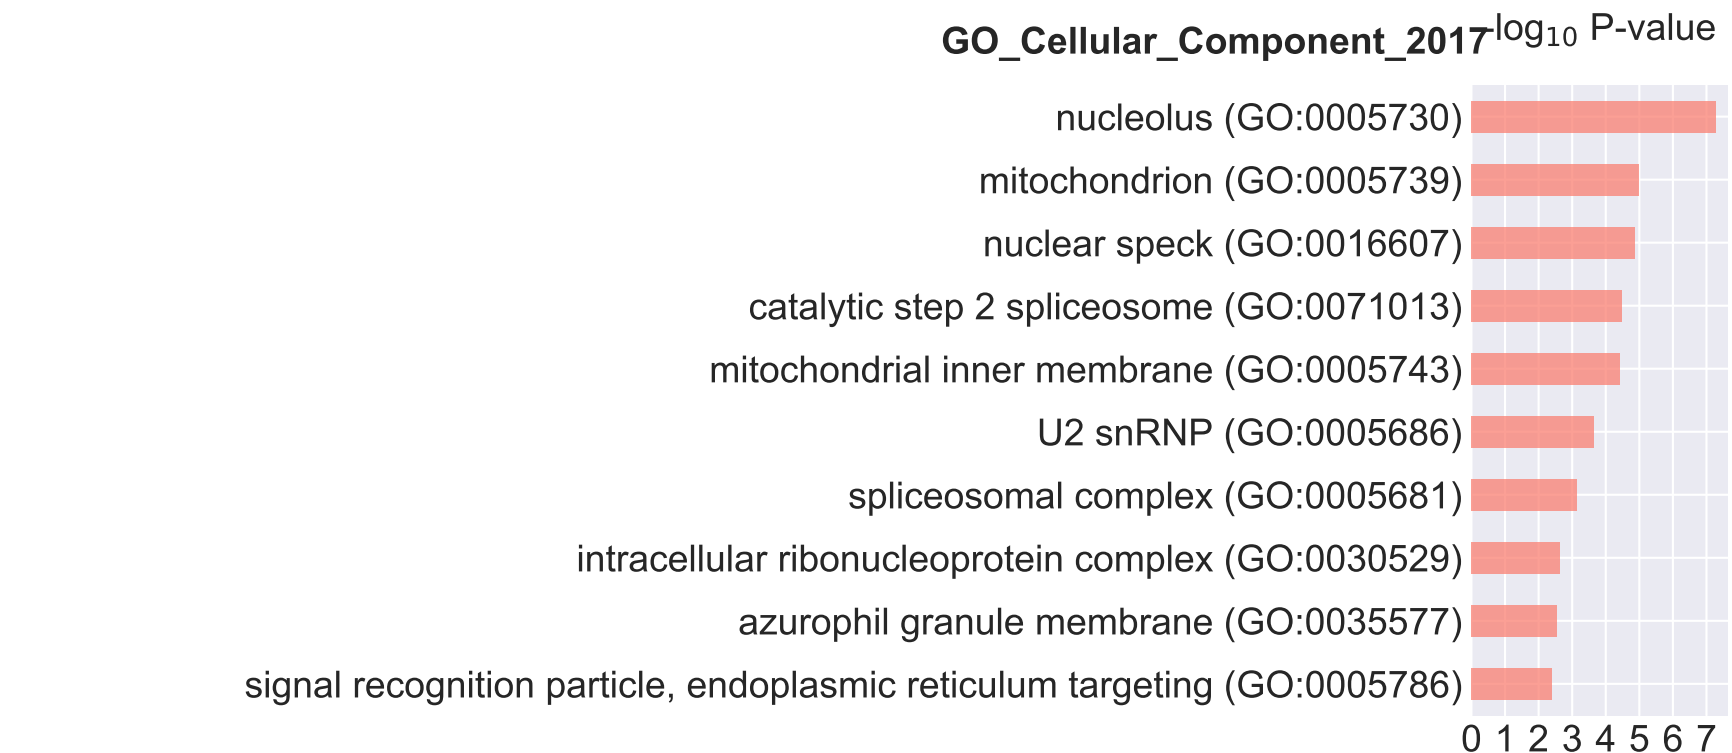 GO_Cellular_Component_2017
-log₁₀ P-value
nucleolus (GO:0005730)
mitochondrion (GO:0005739)
nuclear speck (GO:0016607)
catalytic step 2 spliceosome (GO:0071013)
mitochondrial inner membrane (GO:0005743)
U2 snRNP (GO:0005686)
spliceosomal complex (GO:0005681)
intracellular ribonucleoprotein complex (GO:0030529)
azurophil granule membrane (GO:0035577)
signal recognition particle, endoplasmic reticulum targeting (GO:0005786)
0 1 2 3 4 5 6 7